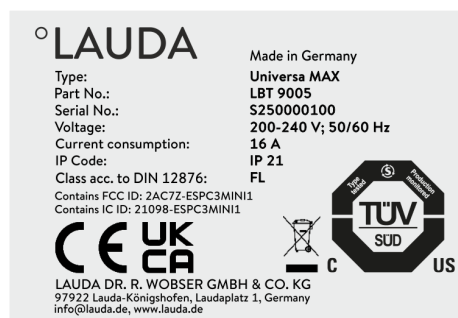 °LAUDA
Made in Germany
Type: Universa MAX
Part No.: LBT 9005
Serial No.: S250000100
Voltage: 200-240 V; 50/60 Hz
Current consumption: 16 A
IP Code: IP 21
Class acc. to DIN 12876: FL
Contains FCC ID: 2AC7Z-ESPC3MINI1
Contains IC ID: 21098-ESPC3MINI1
CE UK CA
Type tested
S
Production monitored
TÜV
SÜD
C US
LAUDA DR. R. WOBSER GMBH & CO. KG
97922 Lauda-Königshofen, Laudaplatz 1, Germany
info@lauda.de, www.lauda.de